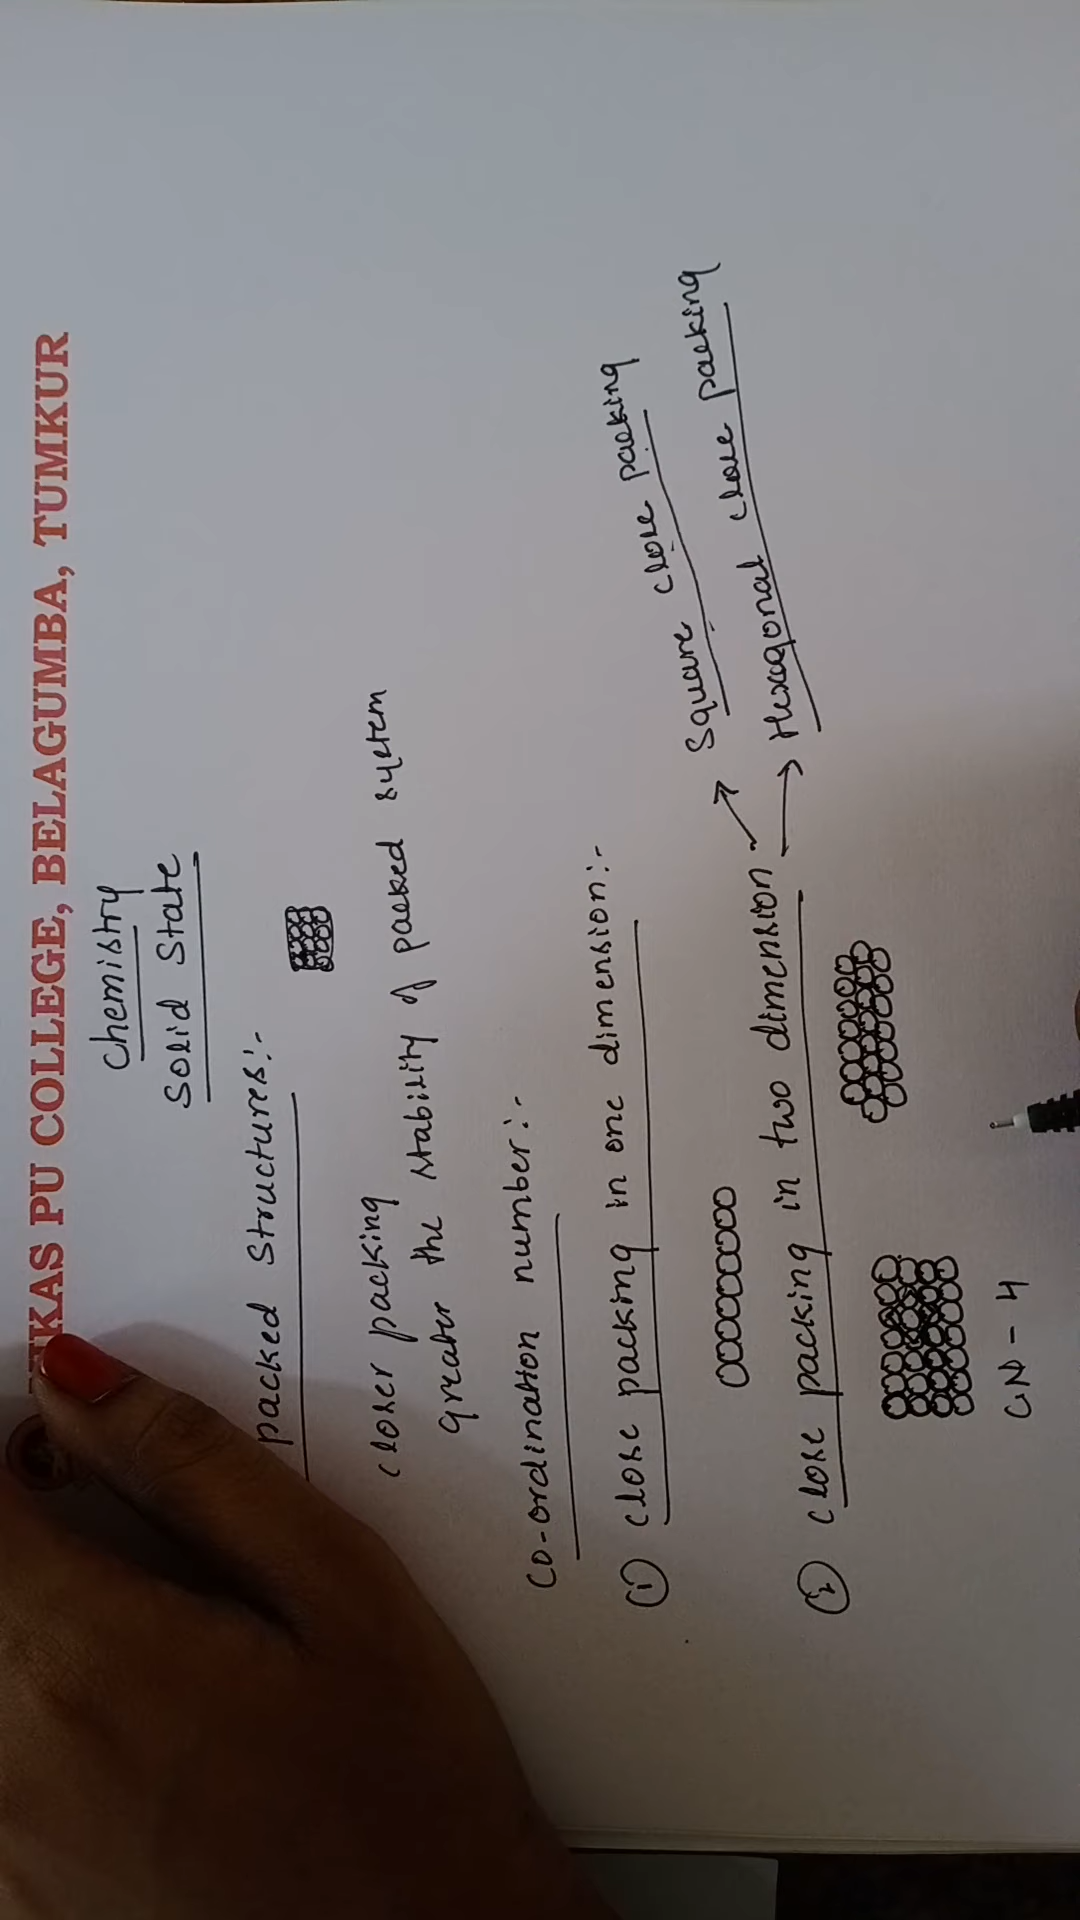 KAS PU COLLEGE, BELAGUMBA, TUMKUR
Chemistry
Solid State
packed structures:-
closer packing
greater the stability of packed system
Co-ordination number:-
① close packing in one dimension:-
② close packing in two dimension
Square close packing
Hexagonal close packing
CN - 4